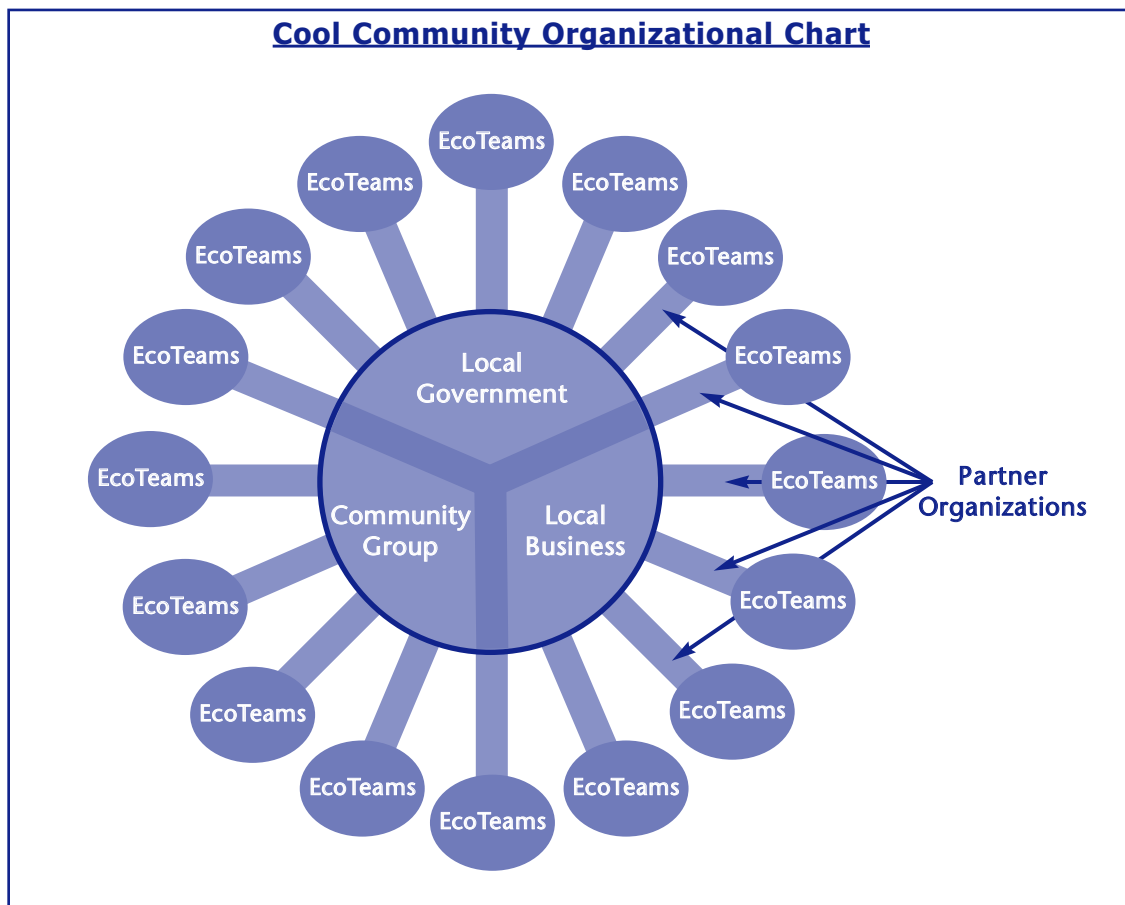 Cool Community Organizational Chart
EcoTeams
EcoTeams
EcoTeams
EcoTeams
EcoTeams
EcoTeams
EcoTeams
Local
Government
EcoTeams
EcoTeams
Partner
Organizations
Community
Group
Local
Business
EcoTeams
EcoTeams
EcoTeams
EcoTeams
EcoTeams
EcoTeams
EcoTeams